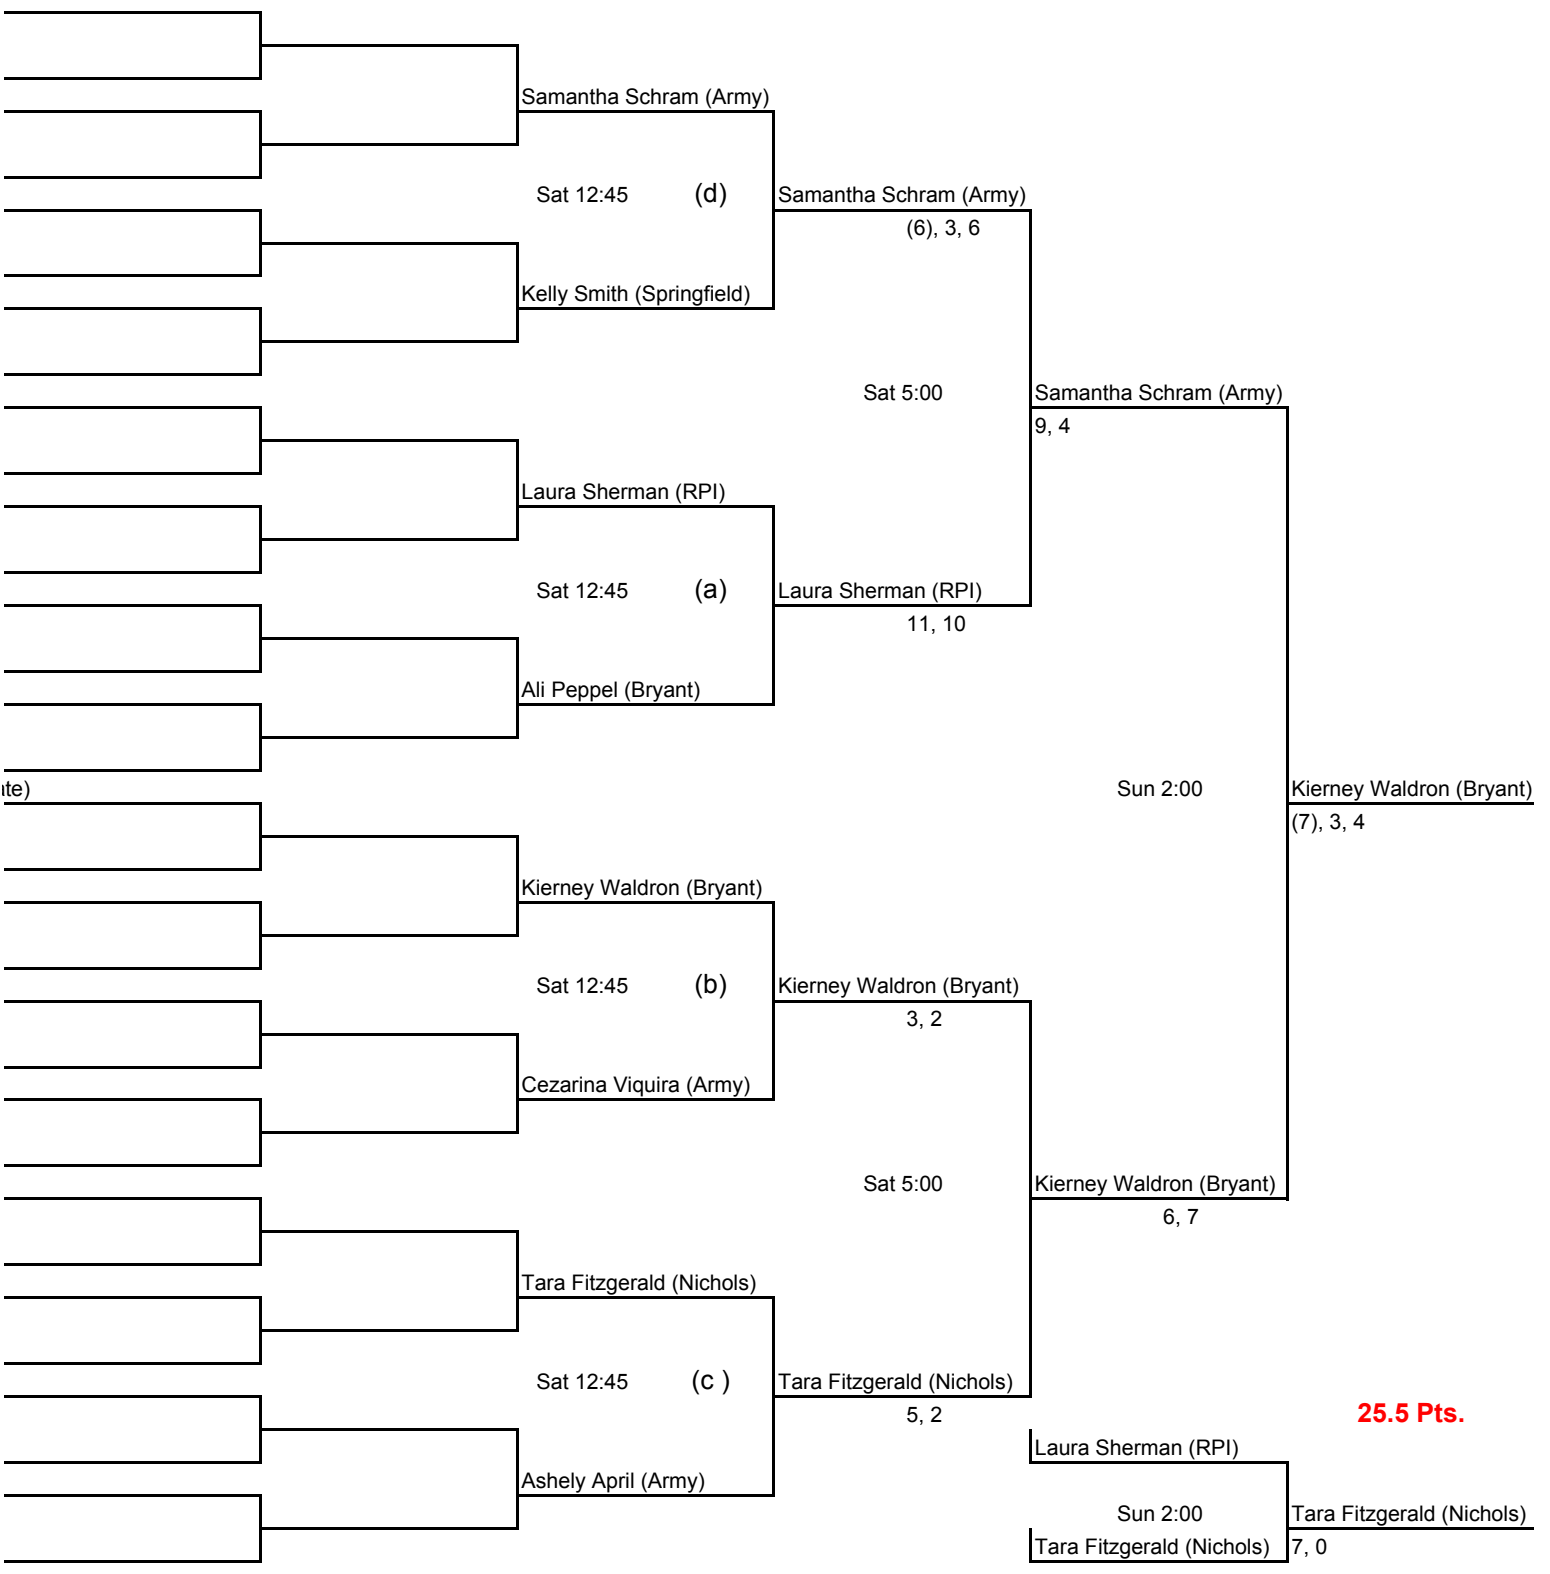 Samantha Schram (Army)
Sat 12:45 (d) Samantha Schram (Army)
(6), 3, 6
Kelly Smith (Springfield)
Sat 5:00 Samantha Schram (Army)
9, 4
Laura Sherman (RPI)
Sat 12:45 (a) Laura Sherman (RPI)
11, 10
Ali Peppel (Bryant)
Sun 2:00 Kierney Waldron (Bryant)
(7), 3, 4
Kierney Waldron (Bryant)
Sat 12:45 (b) Kierney Waldron (Bryant)
3, 2
Cezarina Viquira (Army)
Sat 5:00 Kierney Waldron (Bryant)
6, 7
Tara Fitzgerald (Nichols)
Sat 12:45 (c ) Tara Fitzgerald (Nichols)
5, 2 25.5 Pts.
Laura Sherman (RPI)
Ashely April (Army)
Sun 2:00 Tara Fitzgerald (Nichols)
Tara Fitzgerald (Nichols) 7, 0